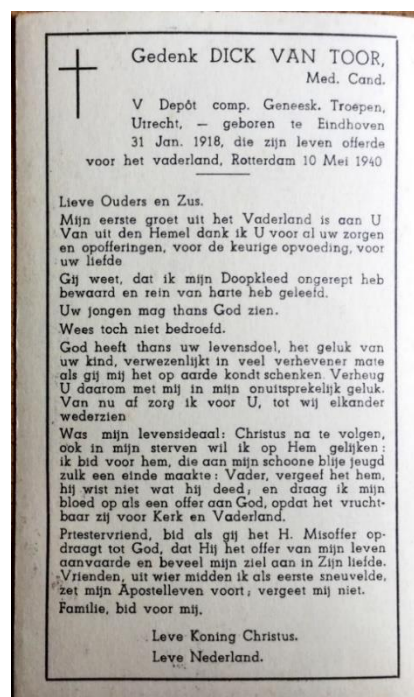 Gedenk DICK VAN TOOR,
Med. Cand.
V Depôt comp. Geneesk. Troepen,
Utrecht, — geboren te Eindhoven
31 Jan. 1918, die zijn leven offerde
voor het vaderland, Rotterdam 10 Mei 1940
Lieve Ouders en Zus.
Mijn eerste groet uit het Vaderland is aan U
Van uit den Hemel dank ik U voor al uw zorgen
en opofferingen, voor de keurige opvoeding, voor
uw liefde
Gij weet, dat ik mijn Doopkleed ongerept heb
bewaard en rein van harte heb geleefd.
Uw jongen mag thans God zien.
Wees toch niet bedroefd.
God heeft thans uw levensdoel, het geluk van
uw kind, verwezenlijkt in veel verhevener mate
als gij mij het op aarde kondt schenken. Verheug
U daarom met mij in mijn onuitsprekelijk geluk.
Van nu af zorg ik voor U, tot wij elkander
wederzien
Was mijn levensideaal: Christus na te volgen,
ook in mijn sterven wil ik op Hem gelijken:
ik bid voor hem, die aan mijn schoone blije jeugd
zulk een einde maakte: Vader, vergeef het hem,
hij wist niet wat hij deed; en draag ik mijn
bloed op als een offer aan God, opdat het vrucht-
baar zij voor Kerk en Vaderland.
Priestervriend, bid als gij het H. Misoffer op-
draagt tot God, dat Hij het offer van mijn leven
aanvaarde en beveel mijn ziel aan in Zijn liefde.
Vrienden, uit wier midden ik als eerste sneuvelde,
zet mijn Apostelleven voort; vergeet mij niet.
Familie, bid voor mij.
Leve Koning Christus.
Leve Nederland.